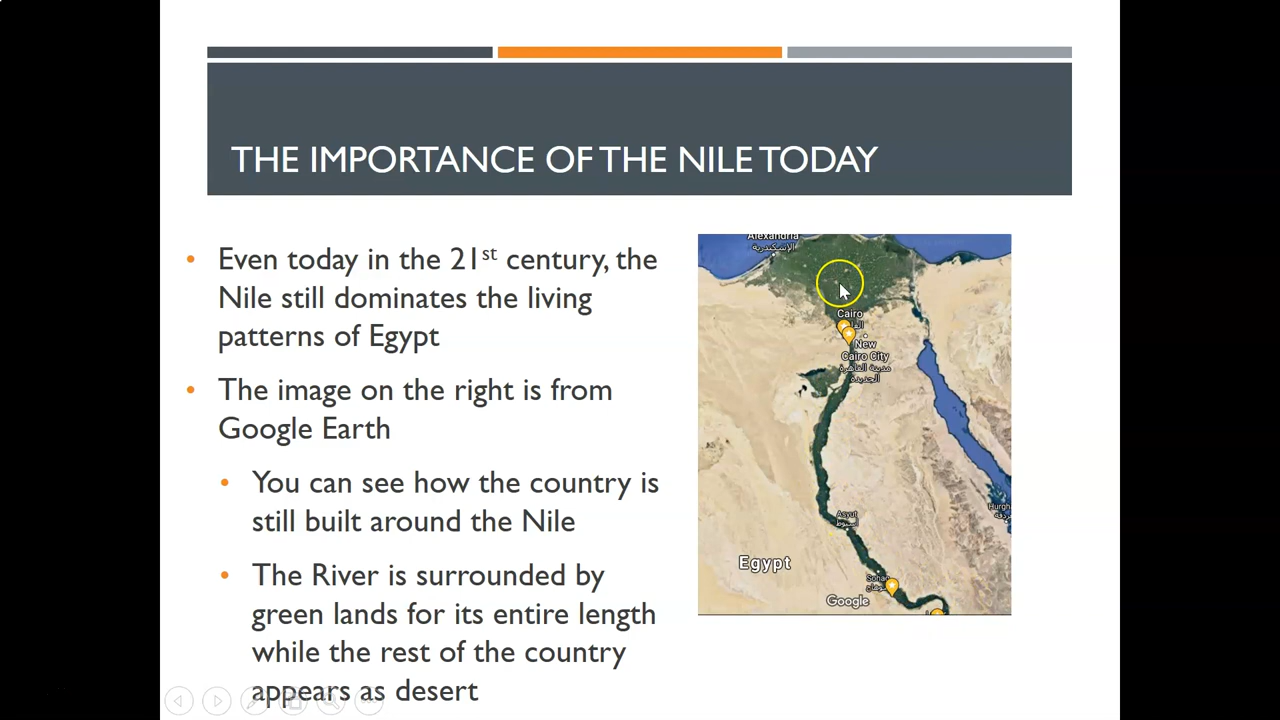 THE IMPORTANCE OF THE NILE TODAY
Even today in the 21st century, the
Nile still dominates the living
patterns of Egypt
The image on the right is from
Google Earth
You can see how the country is
still built around the Nile
The River is surrounded by
green lands for its entire length
while the rest of the country
appears as desert
Alexandria
الإسكندرية
Cairo
New
Cairo City
مدينة القاهرة
الجديدة
Asyut
أسيوط
Egypt
Sohag
سوهاج
Google